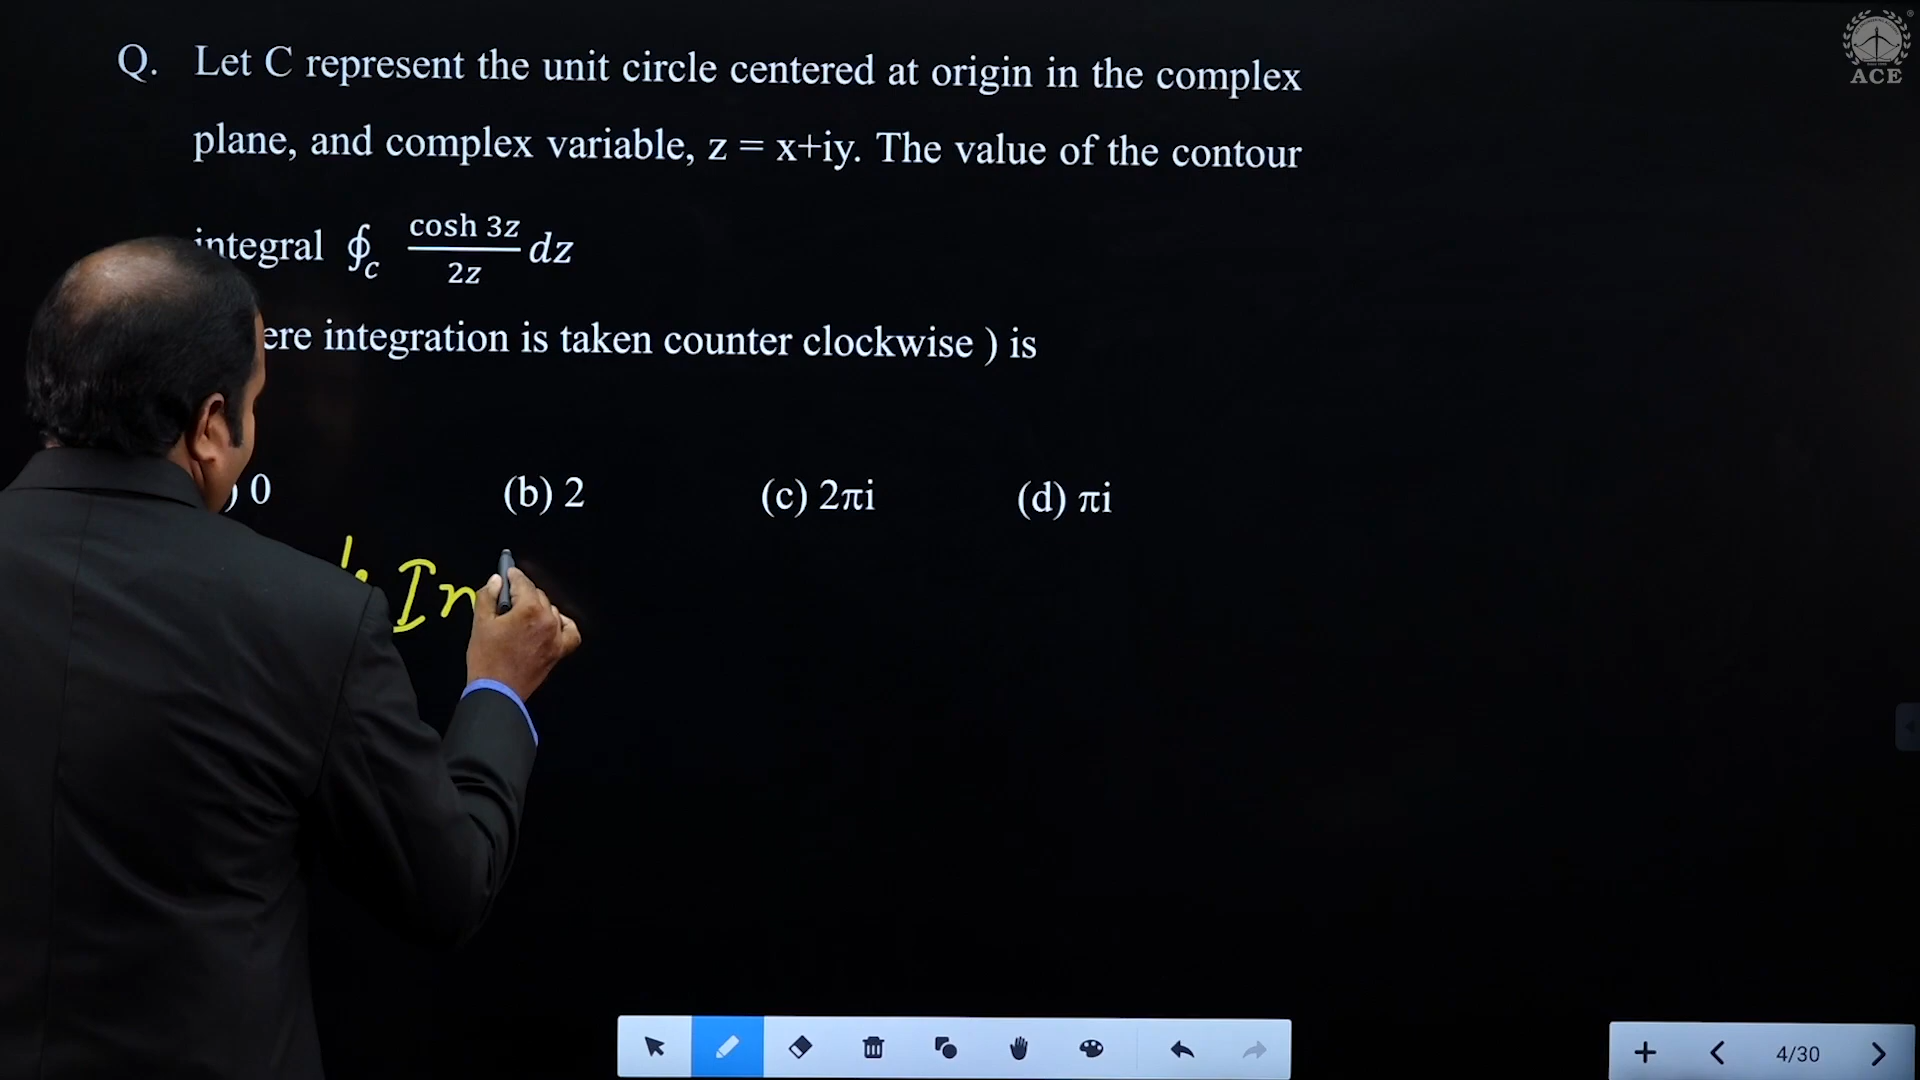 Q. Let C represent the unit circle centered at origin in the complex
plane, and complex variable, z = x+iy. The value of the contour
integral ∮_C cosh 3z / 2z dz
ere integration is taken counter clockwise ) is
) 0 (b) 2 (c) 2πi (d) πi
In
4/30
ACE